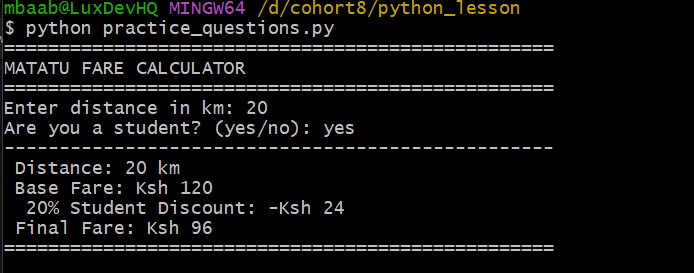 mbaab@LuxDevHQ MINGW64 /d/cohort8/python_lesson
$ python practice_questions.py
==================================================
MATATU FARE CALCULATOR
==================================================
Enter distance in km: 20
Are you a student? (yes/no): yes
--------------------------------------------------
 Distance: 20 km
 Base Fare: Ksh 120
  20% Student Discount: -Ksh 24
 Final Fare: Ksh 96
==================================================